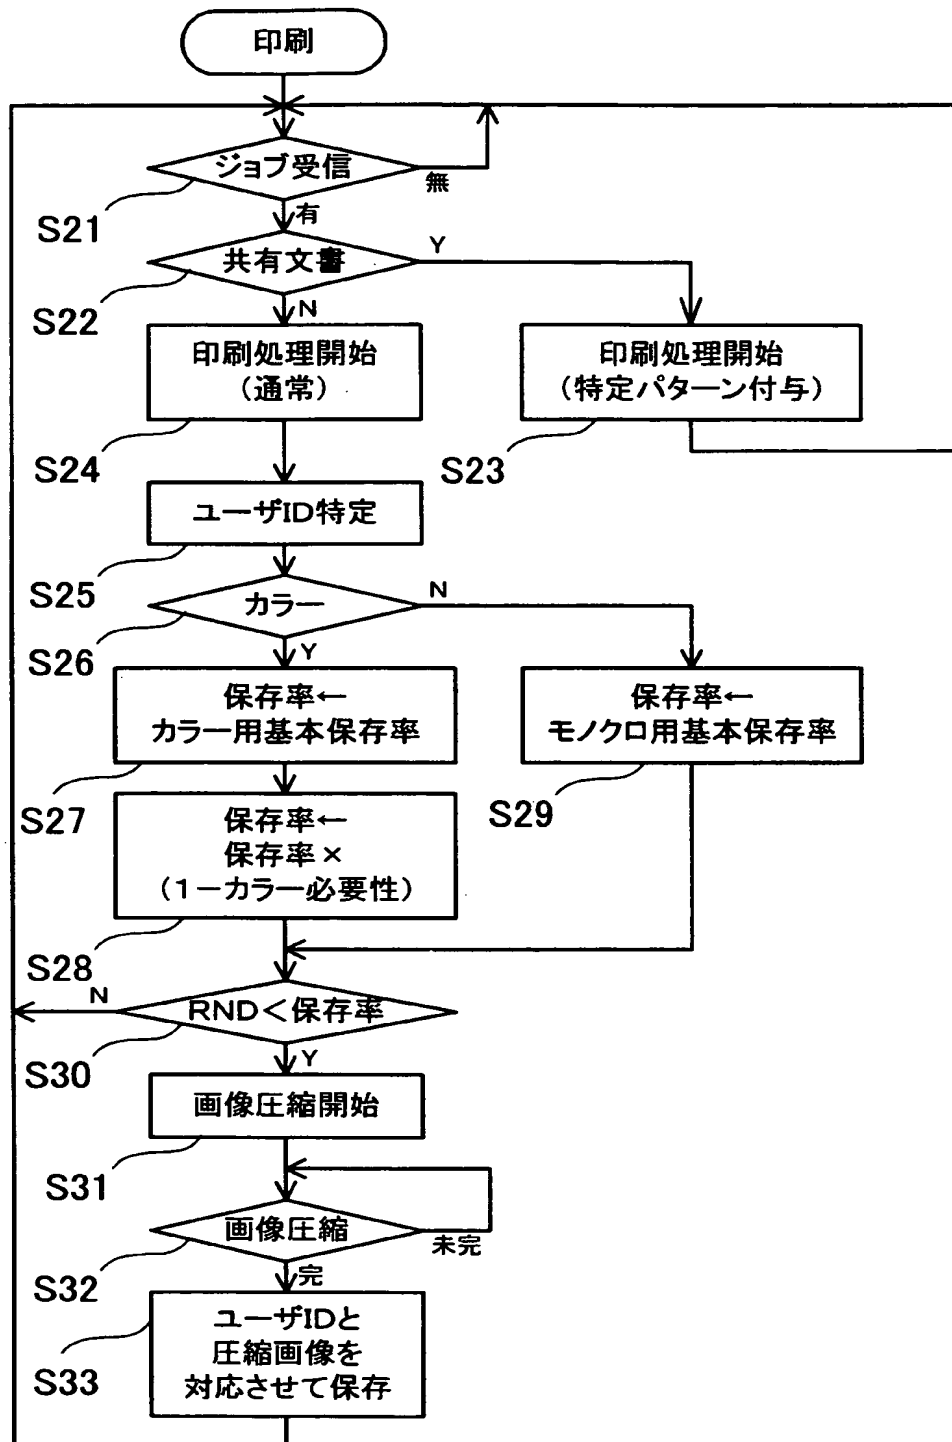 印刷
ジョブ受信
無
S21
有
共有文書
Y
S22
N
印刷処理開始
（通常）
印刷処理開始
（特定パターン付与）
S24
S23
ユーザID特定
S25
カラー
N
S26
Y
保存率←
カラー用基本保存率
保存率←
モノクロ用基本保存率
S27
S29
保存率←
保存率×
（1－カラー必要性）
S28
N
RND＜保存率
S30
Y
画像圧縮開始
S31
画像圧縮
未完
S32
完
ユーザIDと
圧縮画像を
対応させて保存
S33